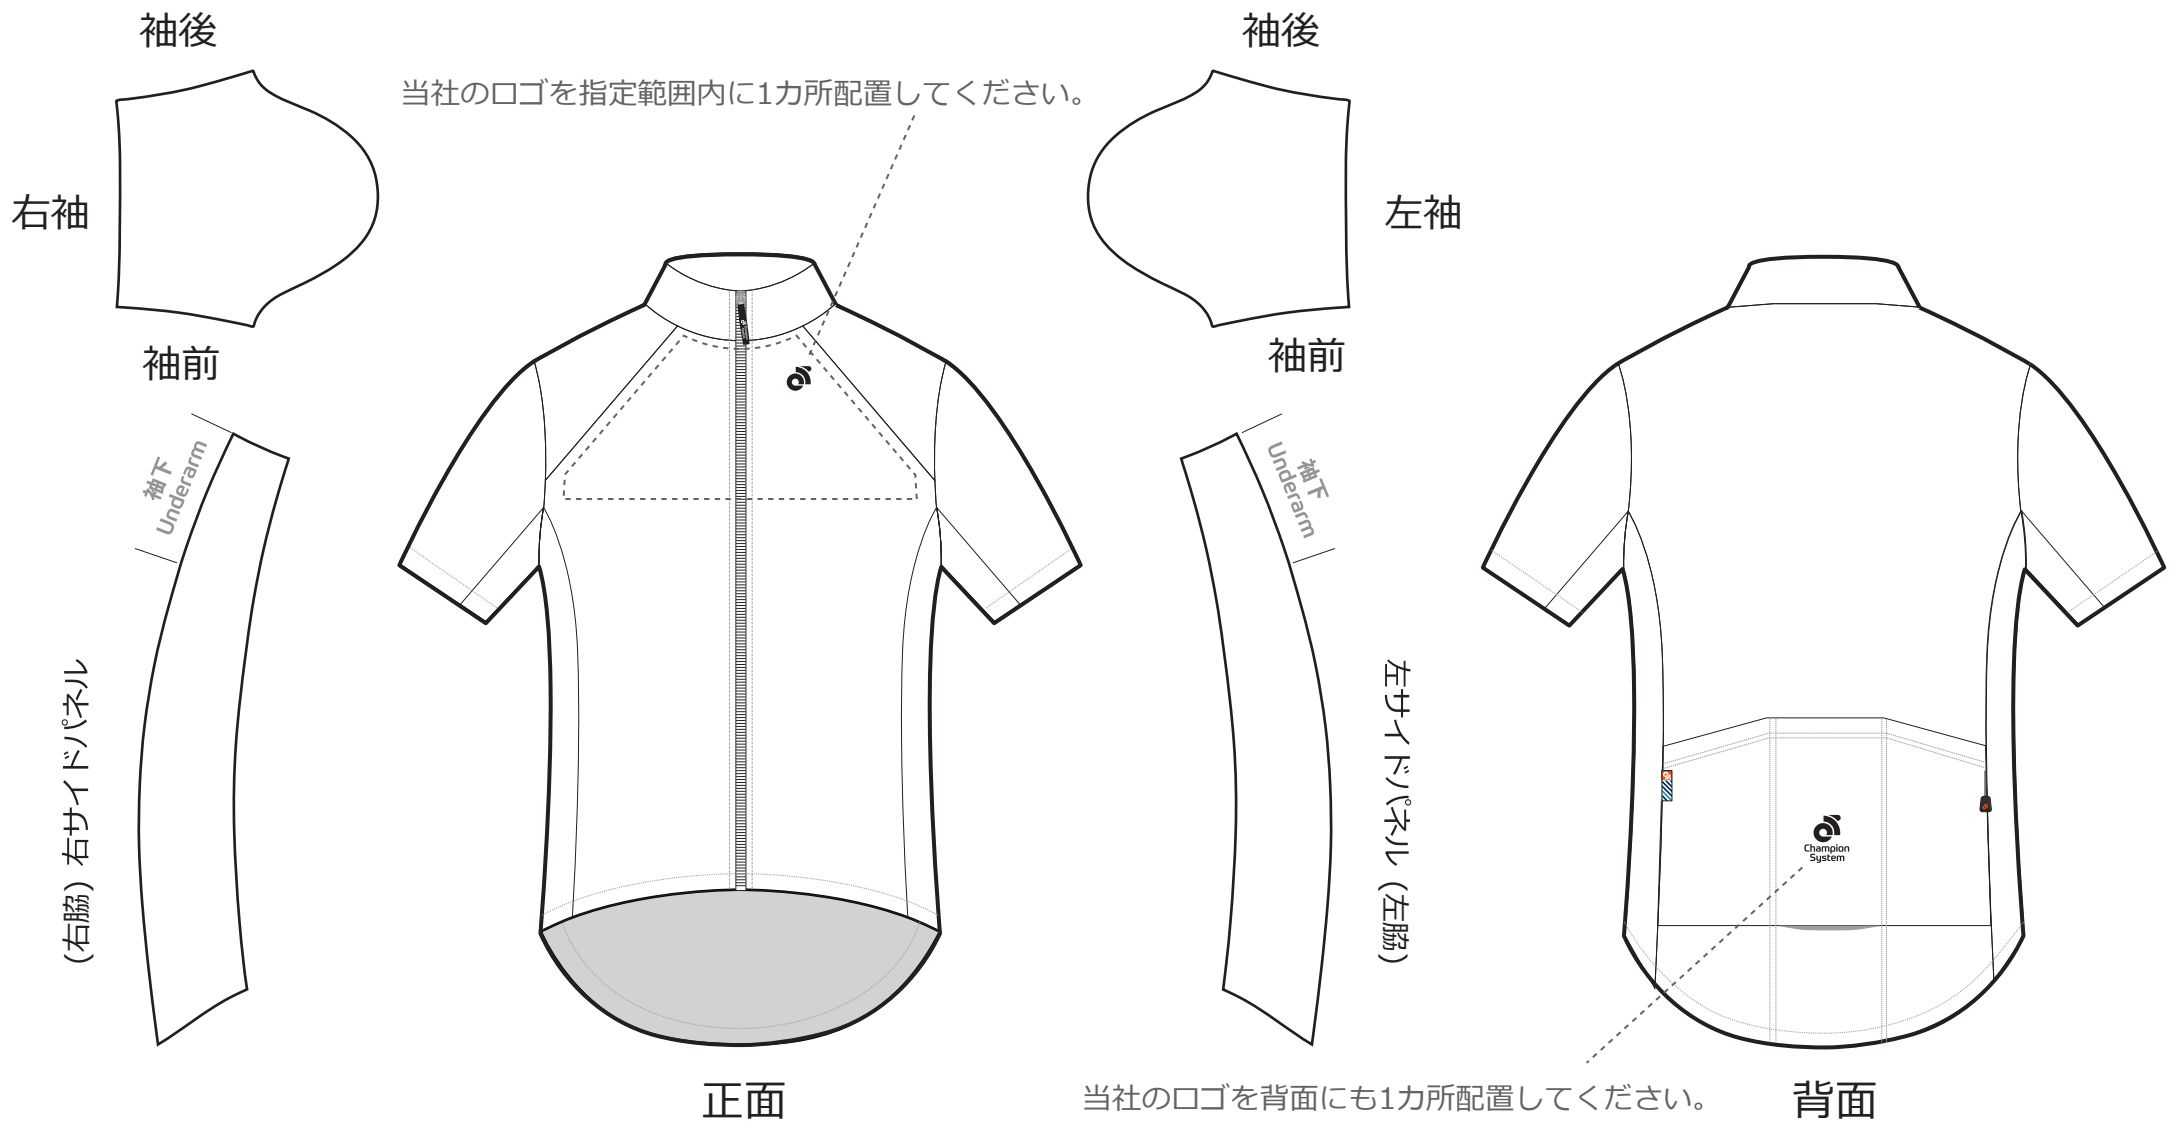 袖後
袖後
当社のロゴを指定範囲内に1カ所配置してください。
右袖
左袖
袖前
袖前
袖下
Underarm
袖下
Underarm
(右脇) 右サイドパネル
左サイドパネル (左脇)
Champion
System
正面
当社のロゴを背面にも1カ所配置してください。
背面